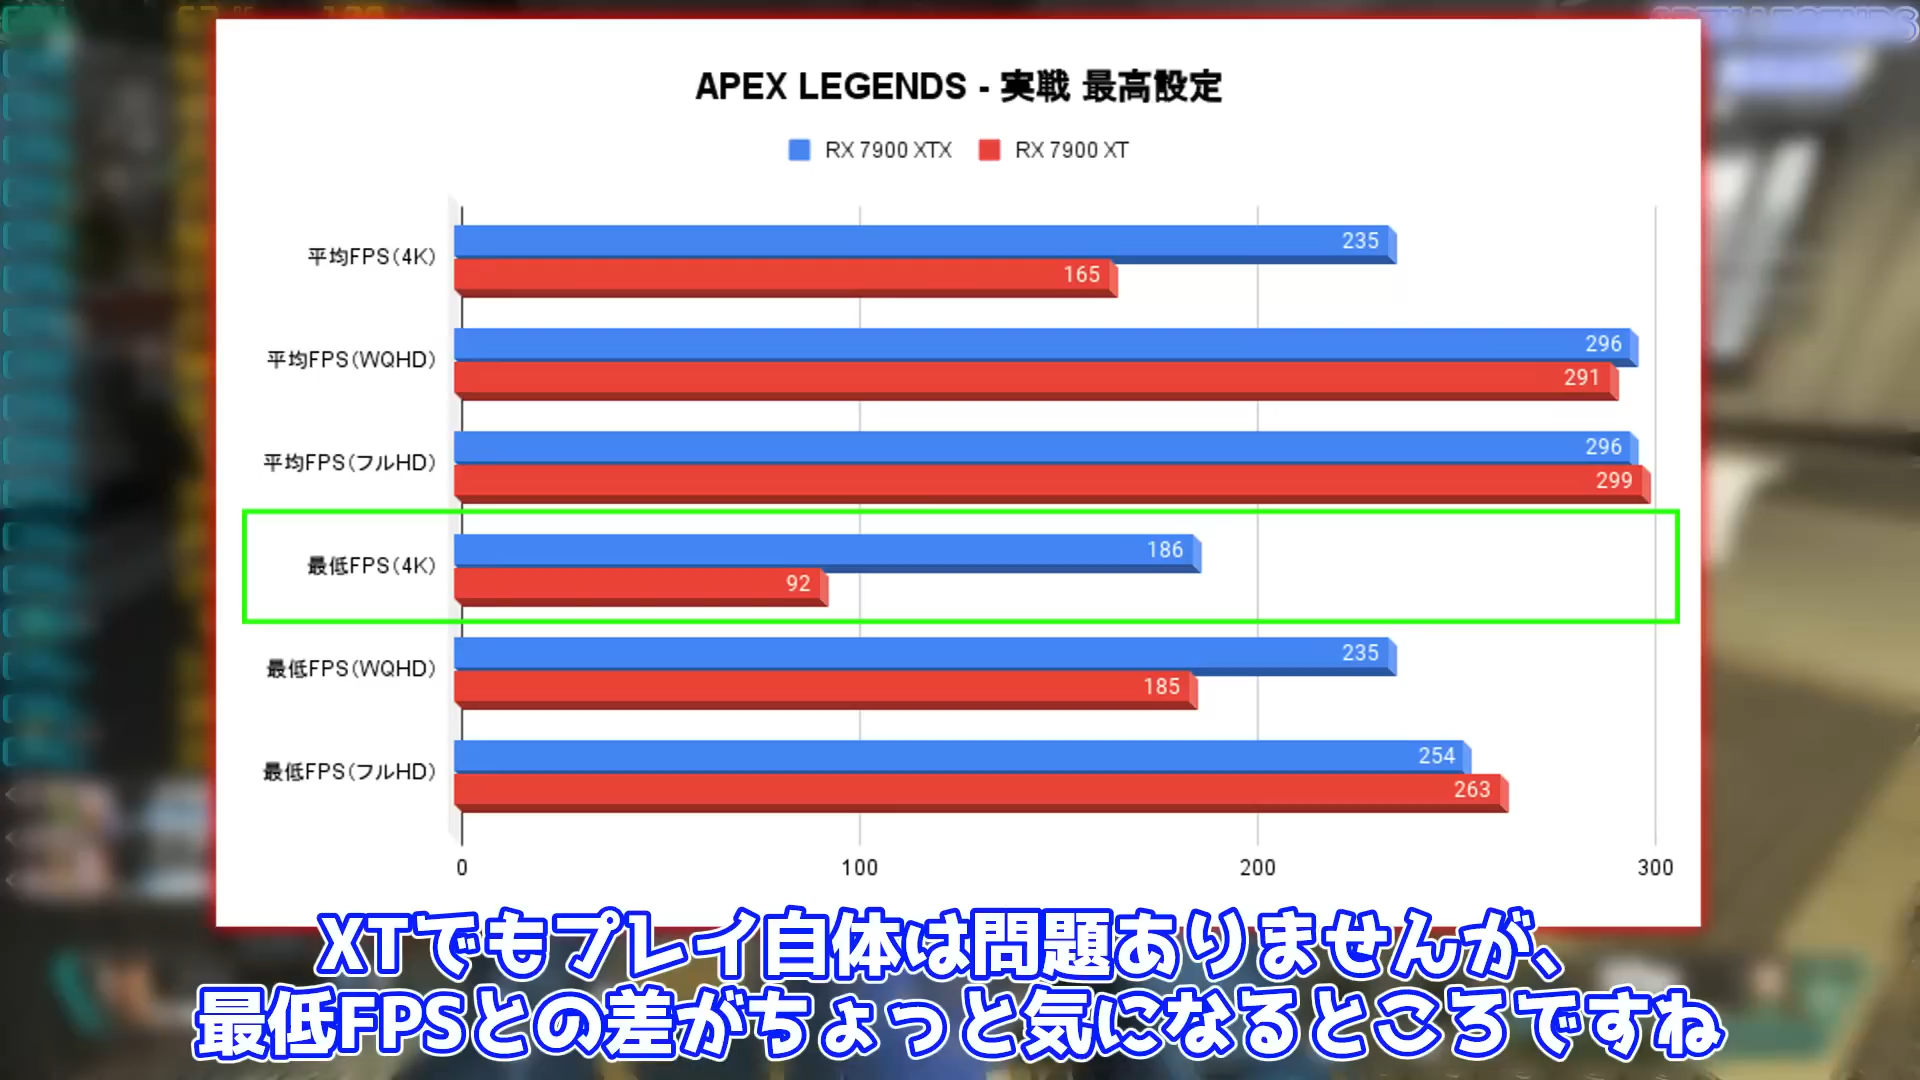 APEX LEGENDS - 実戦 最高設定
RX 7900 XTX
RX 7900 XT
平均FPS(4K)
235
165
平均FPS(WQHD)
296
291
平均FPS(フルHD)
296
299
最低FPS(4K)
186
92
最低FPS(WQHD)
235
185
最低FPS(フルHD)
254
263
0 100 200 300
XTでもプレイ自体は問題ありませんが、
最低FPSとの差がちょっと気になるところですね